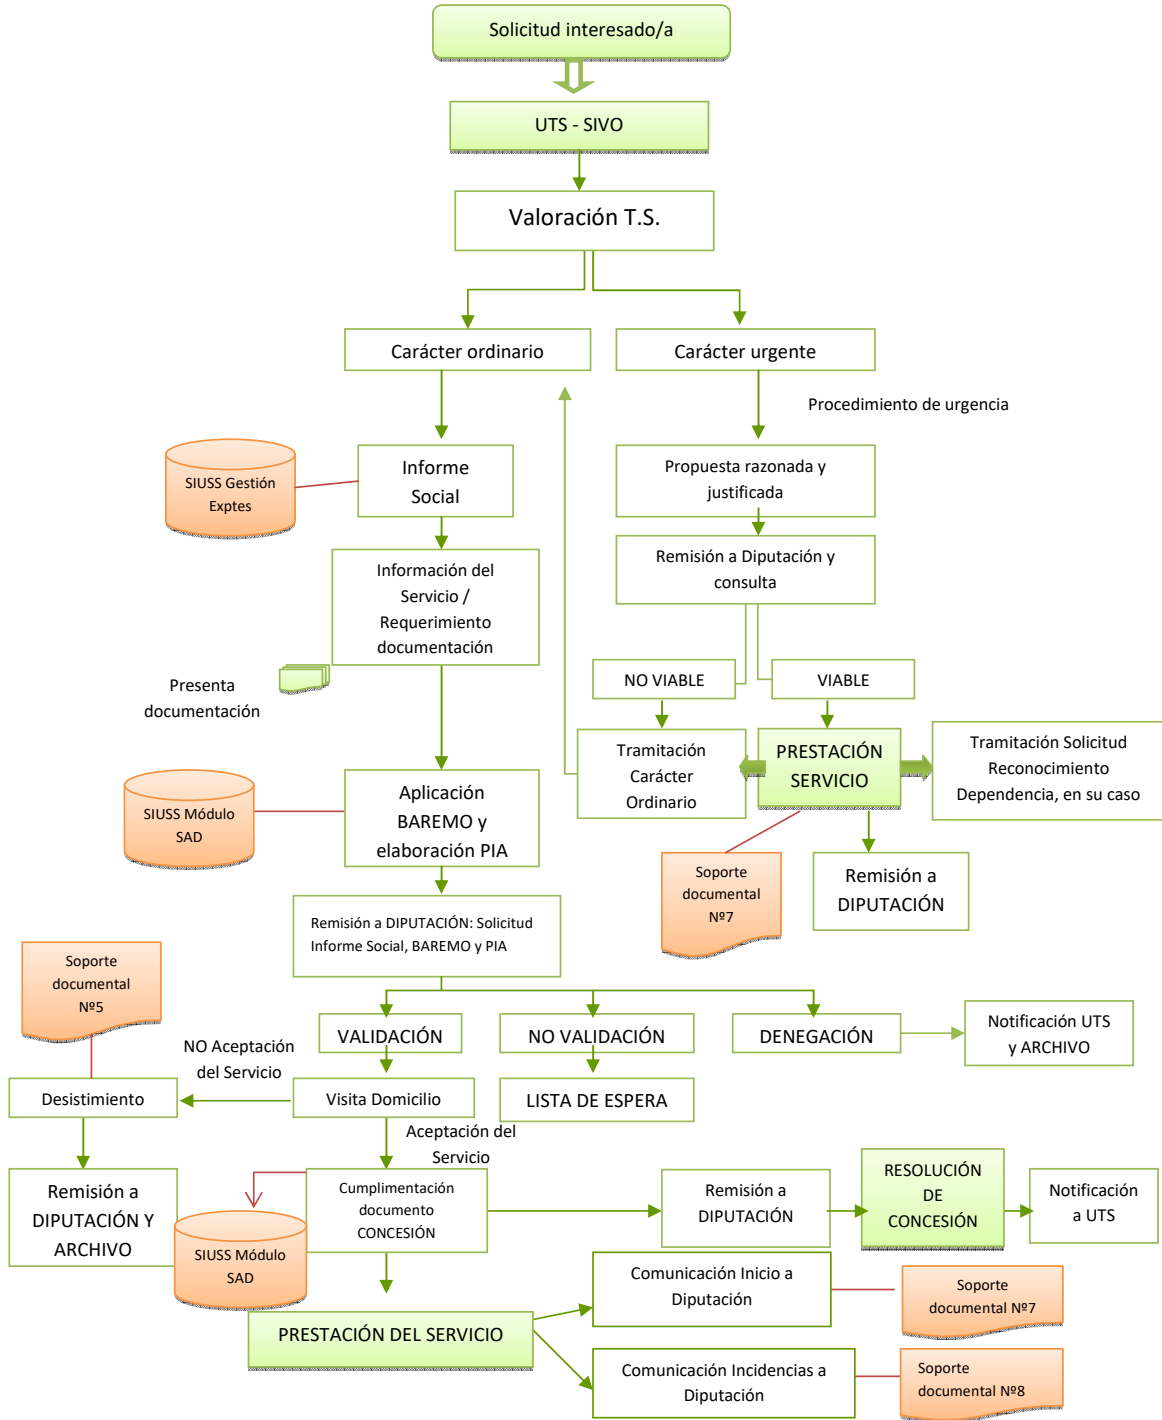 Solicitud interesado/a
UTS - SIVO
Valoración T.S.
Carácter ordinario
Carácter urgente
Procedimiento de urgencia
Informe
Social
SIUSS Gestión
Exptes
Propuesta razonada y
justificada
Información del
Servicio /
Requerimiento
documentación
Remisión a Diputación y
consulta
Presenta
documentación
NO VIABLE
VIABLE
Tramitación
Carácter
Ordinario
PRESTACIÓN
SERVICIO
Tramitación Solicitud
Reconocimiento
Dependencia, en su caso
SIUSS Módulo
SAD
Aplicación
BAREMO y
elaboración PIA
Soporte
documental
Nº7
Remisión a
DIPUTACIÓN
Remisión a DIPUTACIÓN: Solicitud
Informe Social, BAREMO y PIA
Soporte
documental
Nº5
VALIDACIÓN
NO VALIDACIÓN
DENEGACIÓN
Notificación UTS
y ARCHIVO
NO Aceptación
del Servicio
Desistimiento
Visita Domicilio
LISTA DE ESPERA
Aceptación del
Servicio
Remisión a
DIPUTACIÓN Y
ARCHIVO
SIUSS Módulo
SAD
Cumplimentación
documento
CONCESIÓN
Remisión a
DIPUTACIÓN
RESOLUCIÓN
DE
CONCESIÓN
Notificación
a UTS
PRESTACIÓN DEL SERVICIO
Comunicación Inicio a
Diputación
Soporte
documental Nº7
Comunicación Incidencias a
Diputación
Soporte
documental Nº8